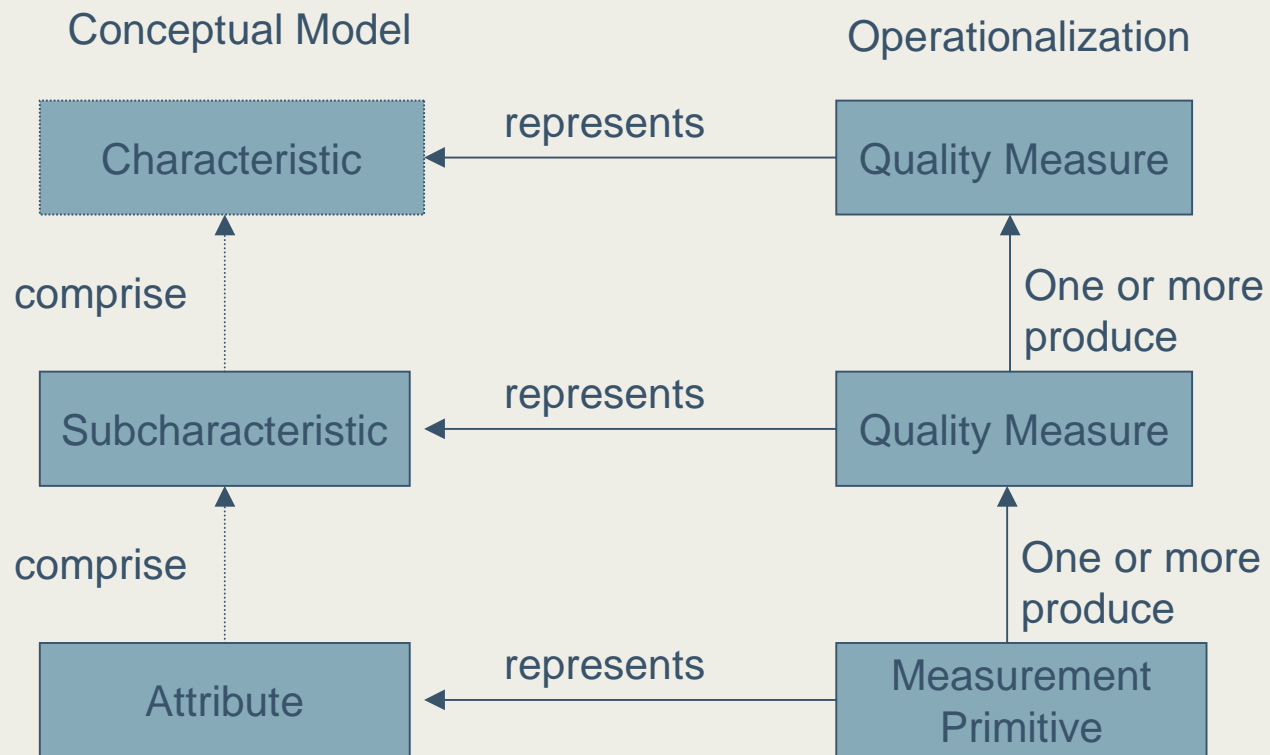 Conceptual Model
Operationalization
Characteristic
represents
Quality Measure
comprise
One or more
produce
Subcharacteristic
represents
Quality Measure
comprise
One or more
produce
Attribute
represents
Measurement
Primitive